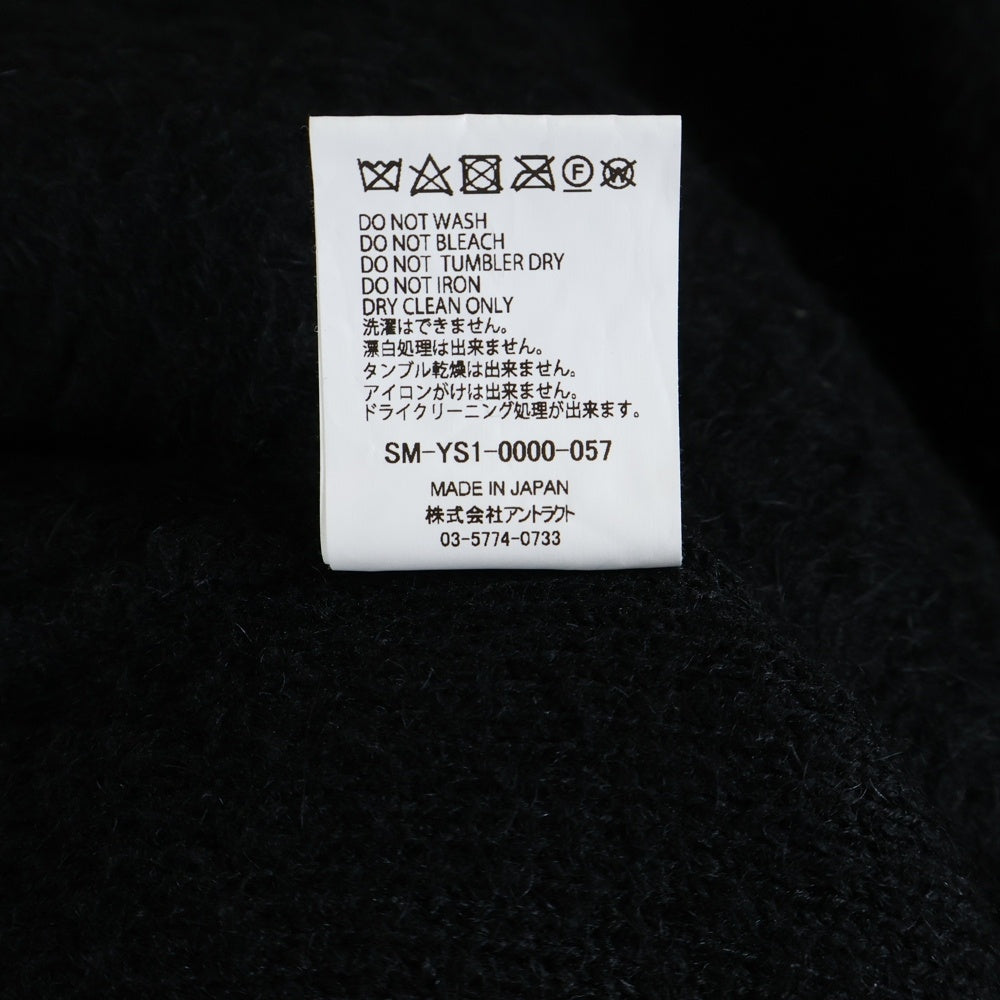 F W
DO NOT WASH
DO NOT BLEACH
DO NOT TUMBLER DRY
DO NOT IRON
DRY CLEAN ONLY
洗濯はできません。
漂白処理は出来ません。
タンブル乾燥は出来ません。
アイロンがけは出来ません。
ドライクリーニング処理が出来ます。
SM-YS1-0000-057
MADE IN JAPAN
株式会社アントラクト
03-5774-0733